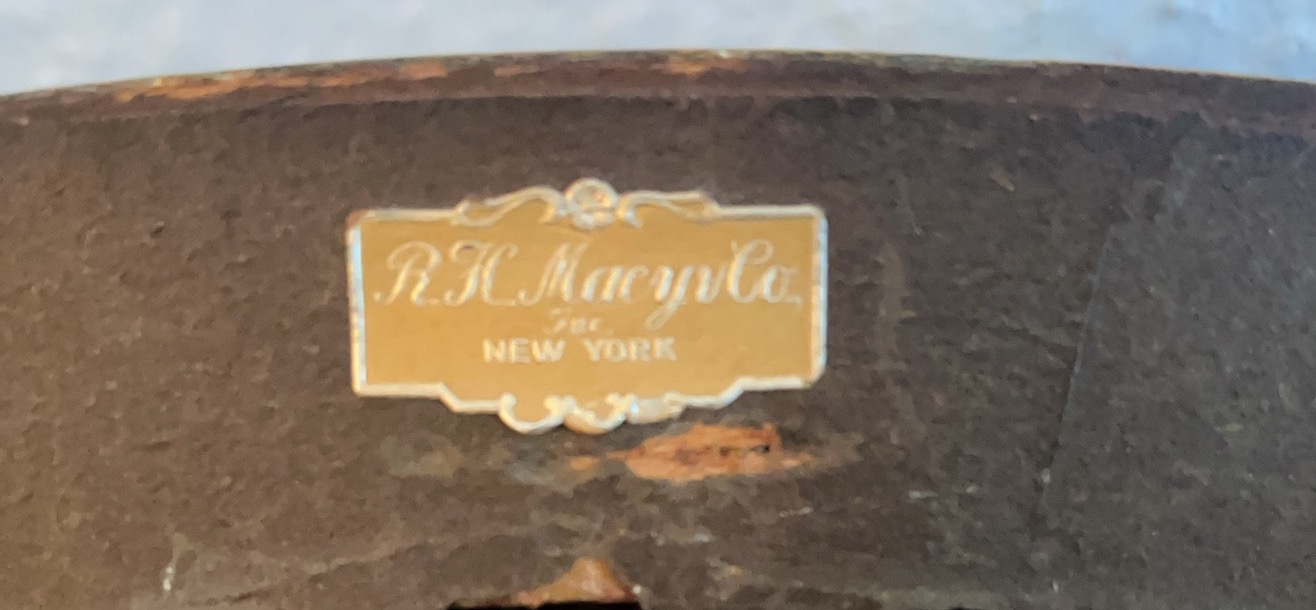 R H Macy & Co.
Inc.
NEW YORK